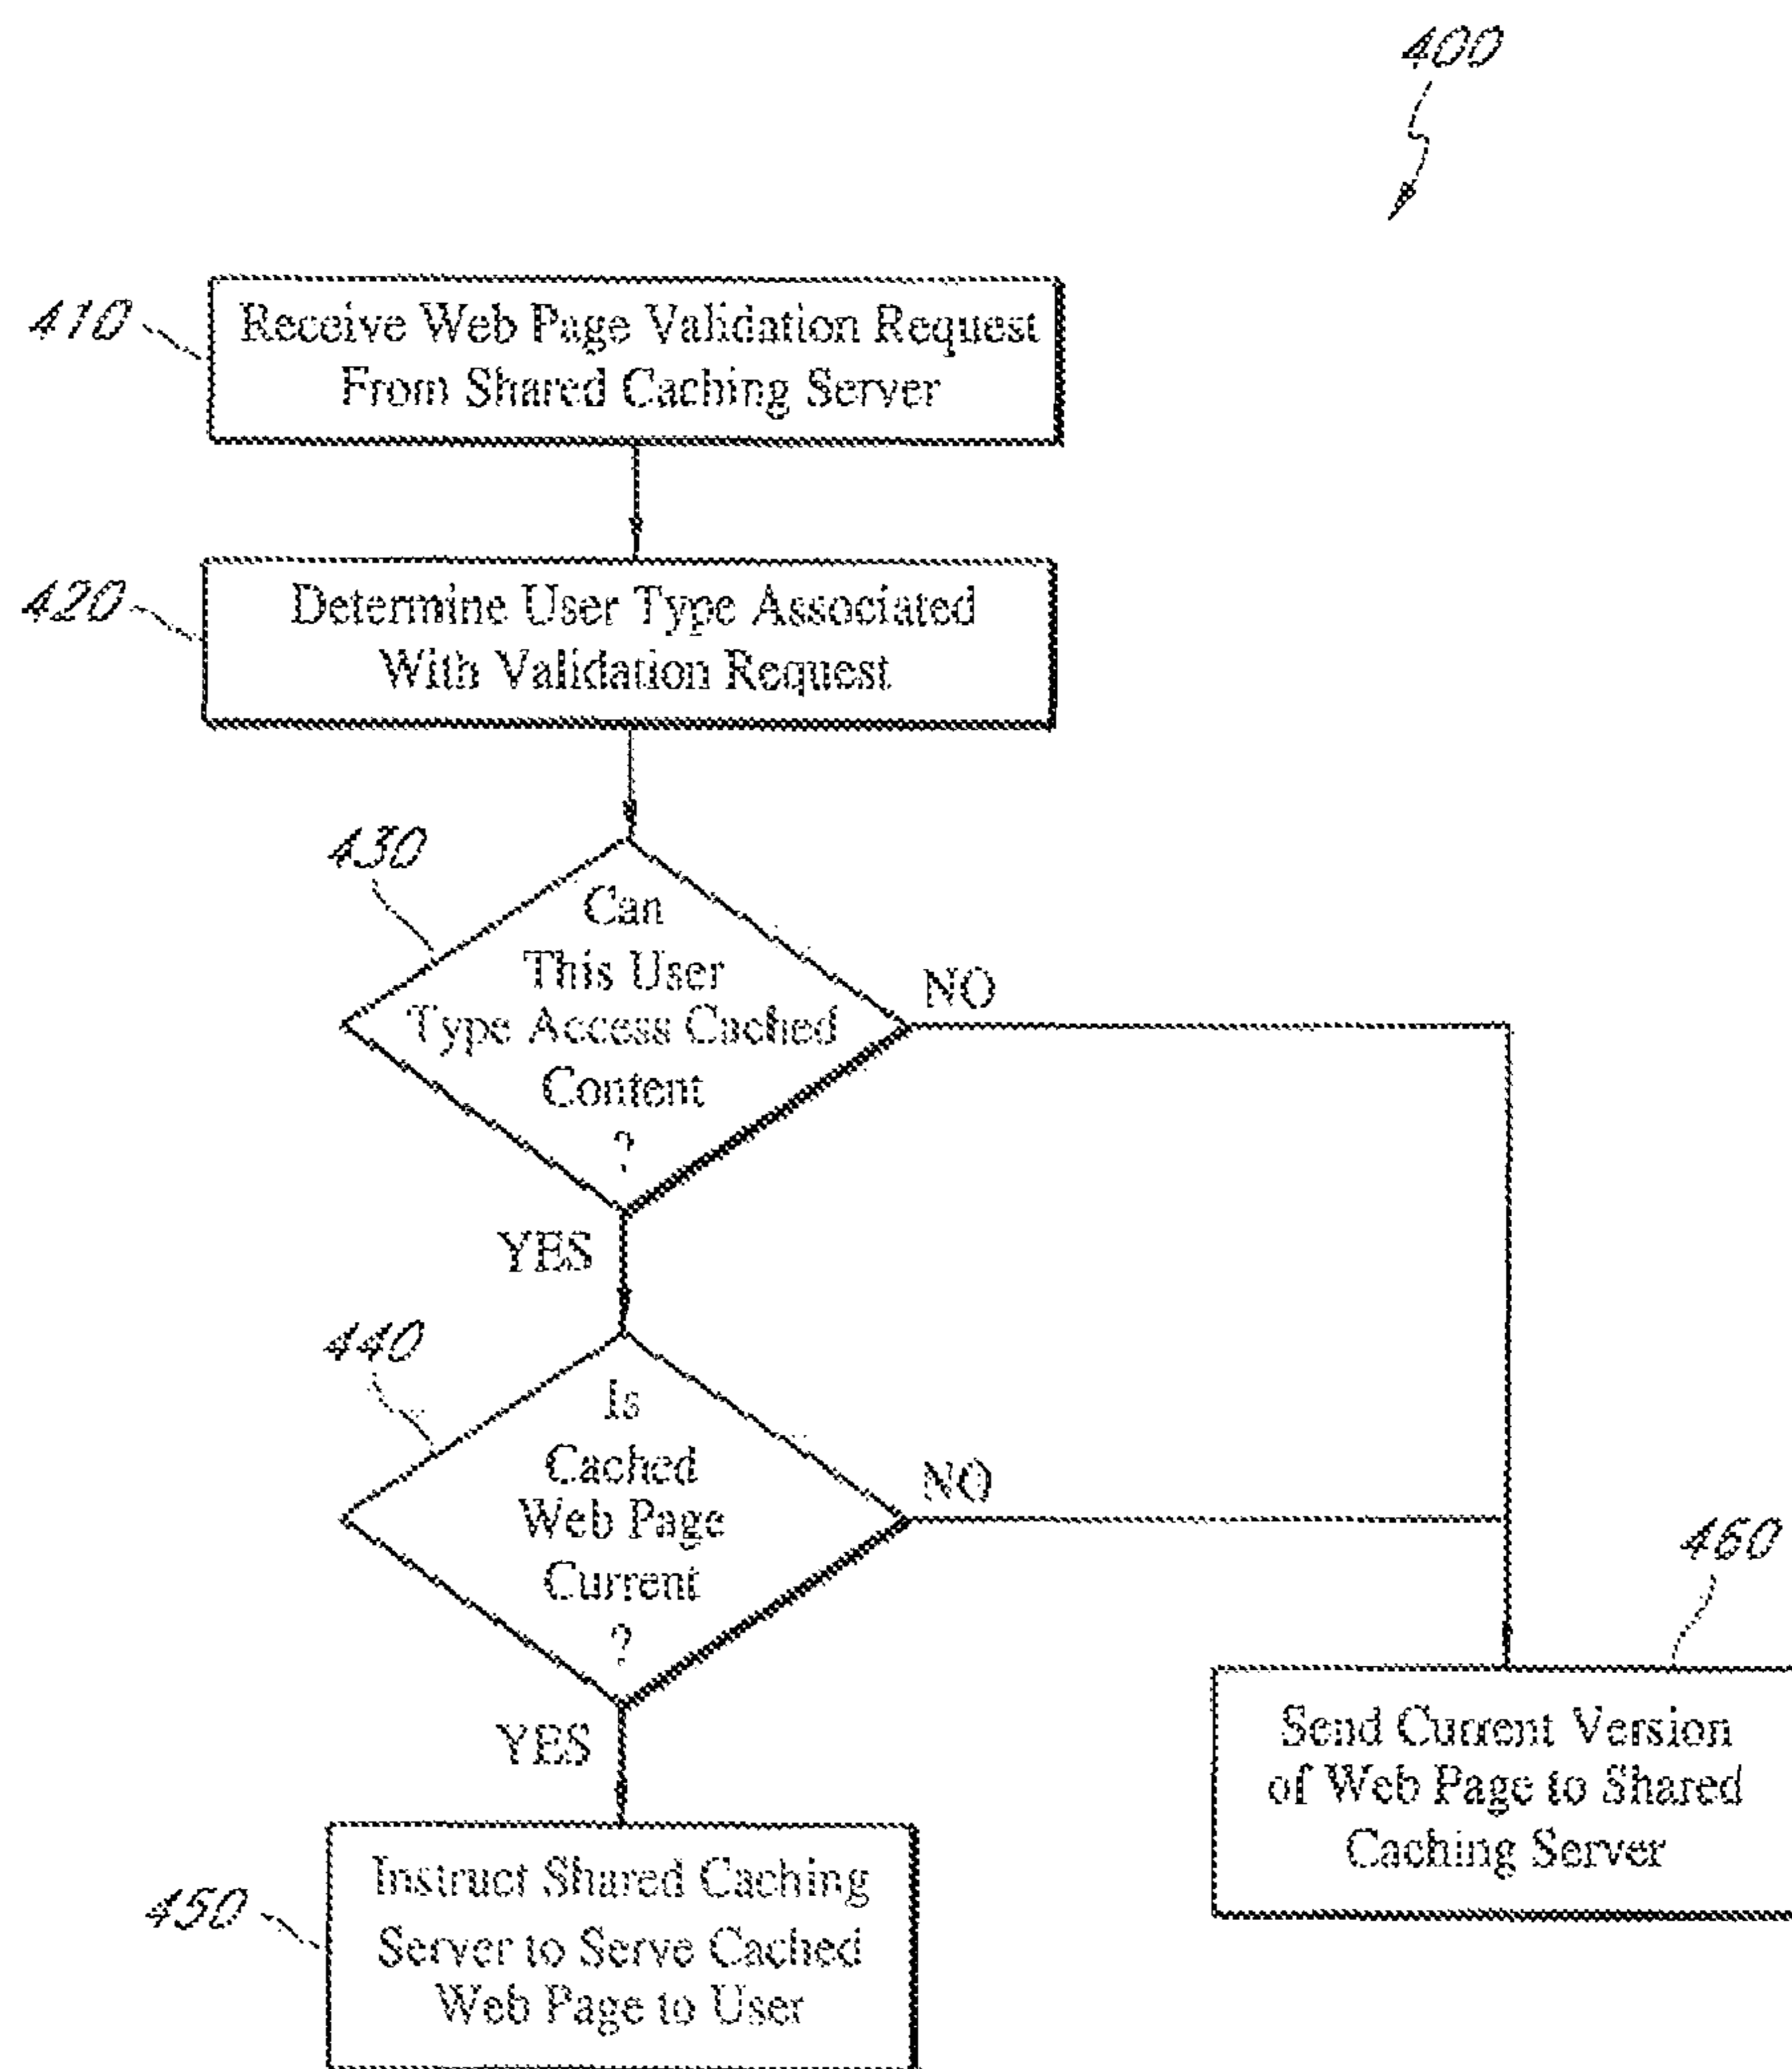 400
410
Receive Web Page Validation Request
From Shared Caching Server
420
Determine User Type Associated
With Validation Request
430
Can
This User
Type Access Cached
Content
?
NO
YES
440
Is
Cached
Web Page
Current
?
NO
YES
460
Send Current Version
of Web Page to Shared
Caching Server
450
Instruct Shared Caching
Server to Serve Cached
Web Page to User